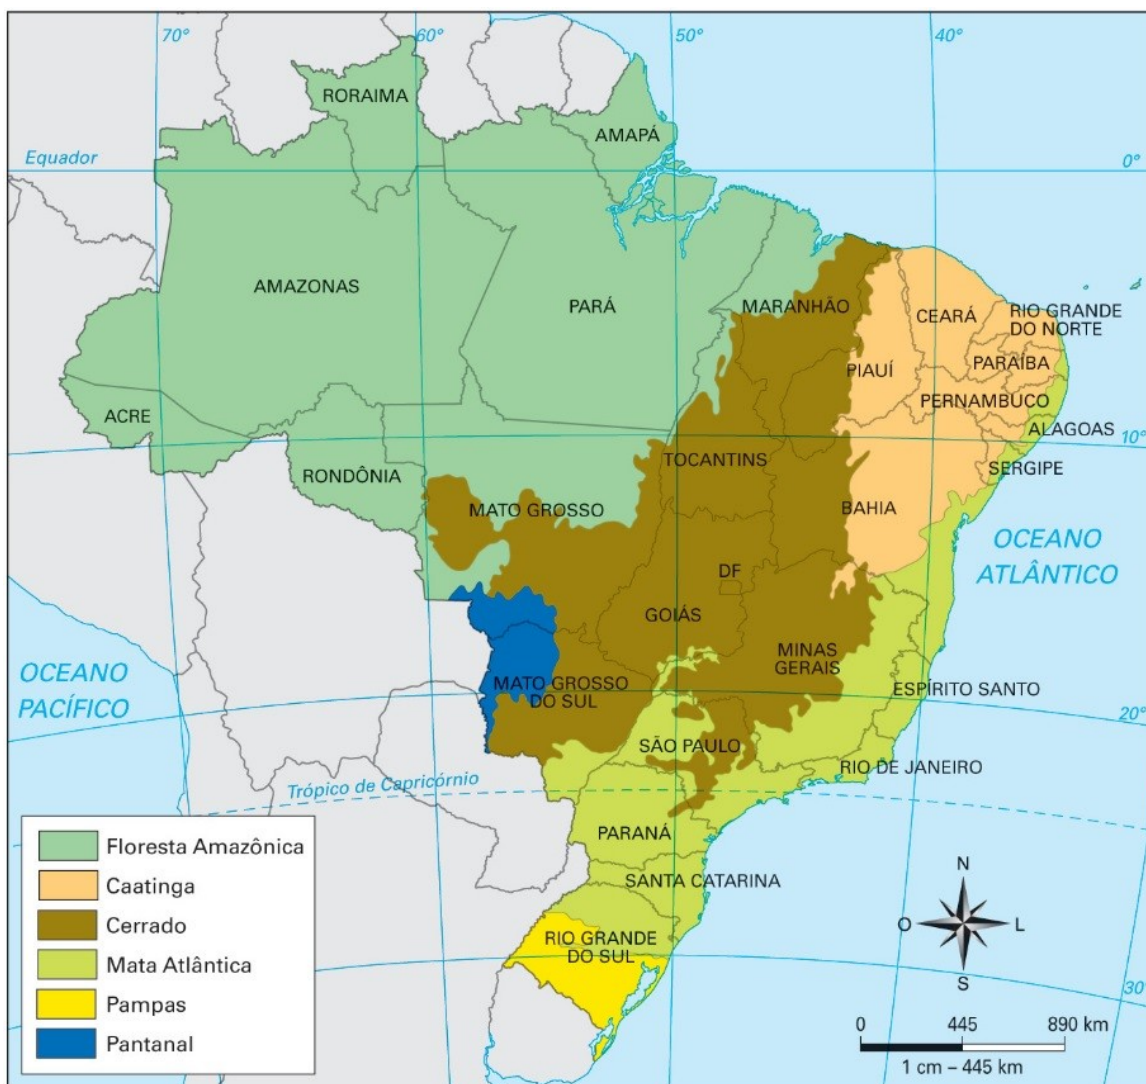 70°
60°
50°
40°
RORAIMA
AMAPÁ
Equador
0°
AMAZONAS
PARÁ
MARANHÃO
CEARÁ
RIO GRANDE
DO NORTE
PIAUÍ
PARAÍBA
ACRE
PERNAMBUCO
ALAGOAS
10°
TOCANTINS
SERGIPE
RONDÔNIA
MATO GROSSO
BAHIA
OCEANO
ATLÂNTICO
DF
GOIÁS
MINAS
GERAIS
OCEANO
PACÍFICO
MATO GROSSO
DO SUL
ESPÍRITO SANTO
20°
SÃO PAULO
RIO DE JANEIRO
Trópico de Capricórnio
PARANÁ
SANTA CATARINA
RIO GRANDE
DO SUL
Floresta Amazônica
Caatinga
Cerrado
Mata Atlântica
Pampas
Pantanal
N
O
L
S
30
0 445 890 km
1 cm – 445 km